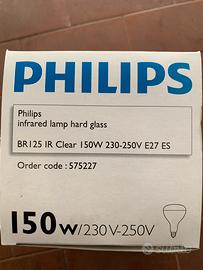 PHILIPS
Philips
infrared lamp hard glass
BR125 IR Clear 150W 230-250V E27 ES
Order code : 575227
150w/230V-250V